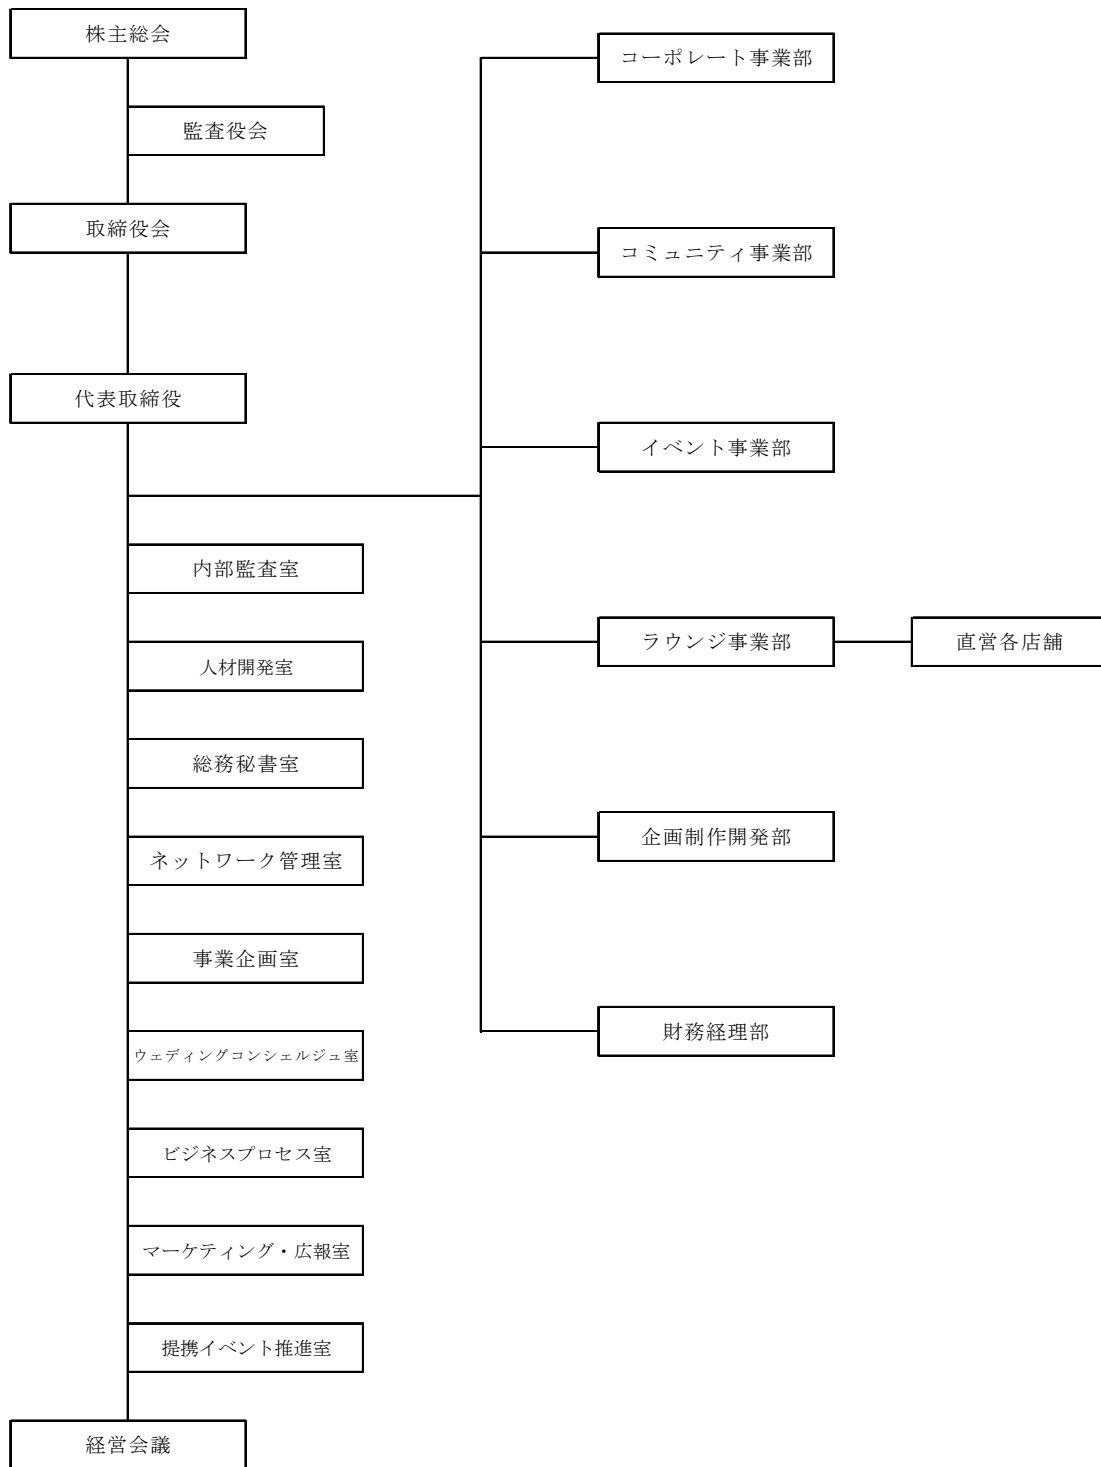 株主総会
監査役会
取締役会
代表取締役
内部監査室
人材開発室
総務秘書室
ネットワーク管理室
事業企画室
ウェディングコンシェルジュ室
ビジネスプロセス室
マーケティング・広報室
提携イベント推進室
経営会議
コーポレート事業部
コミュニティ事業部
イベント事業部
ラウンジ事業部
直営各店舗
企画制作開発部
財務経理部